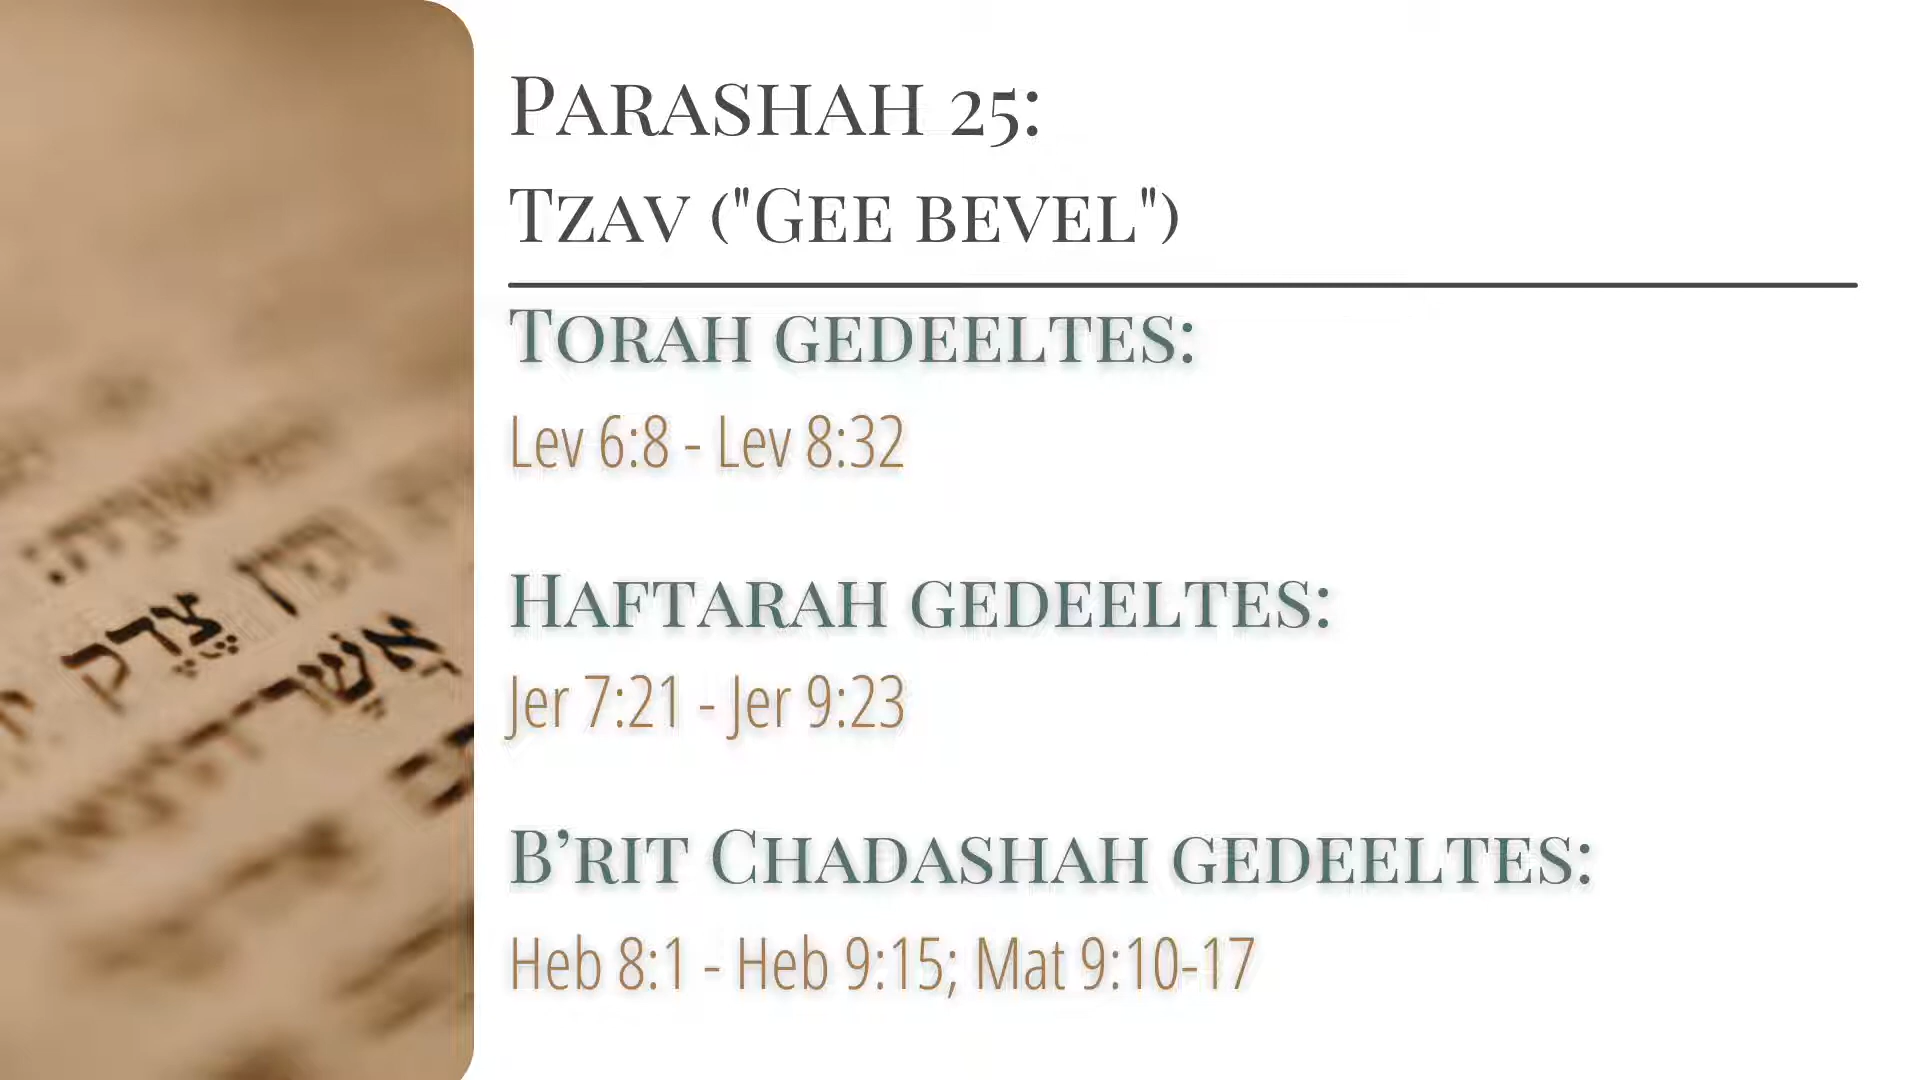 Parashah 25:
Tzav ("Gee bevel")
Torah gedeeltes:
Lev 6:8 - Lev 8:32
Haftarah gedeeltes:
Jer 7:21 - Jer 9:23
B’rit Chadashah gedeeltes:
Heb 8:1 - Heb 9:15; Mat 9:10-17
צֶדֶק
אֲשֶׁר